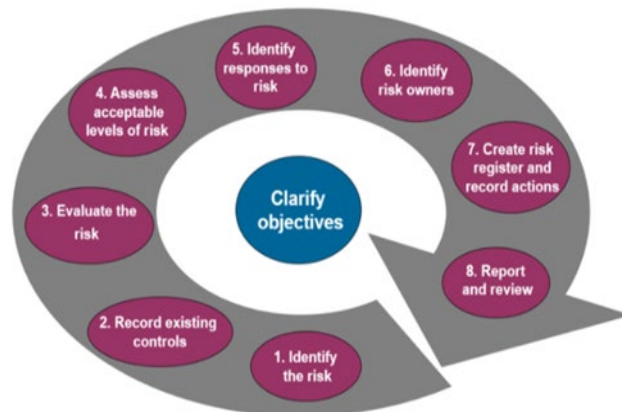 5. Identify
responses to
risk
6. Identify
risk owners
4. Assess
acceptable
levels of risk
7. Create risk
register and
record actions
Clarify
objectives
3. Evaluate the
risk
8. Report
and review
2. Record existing
controls
1. Identify
the risk